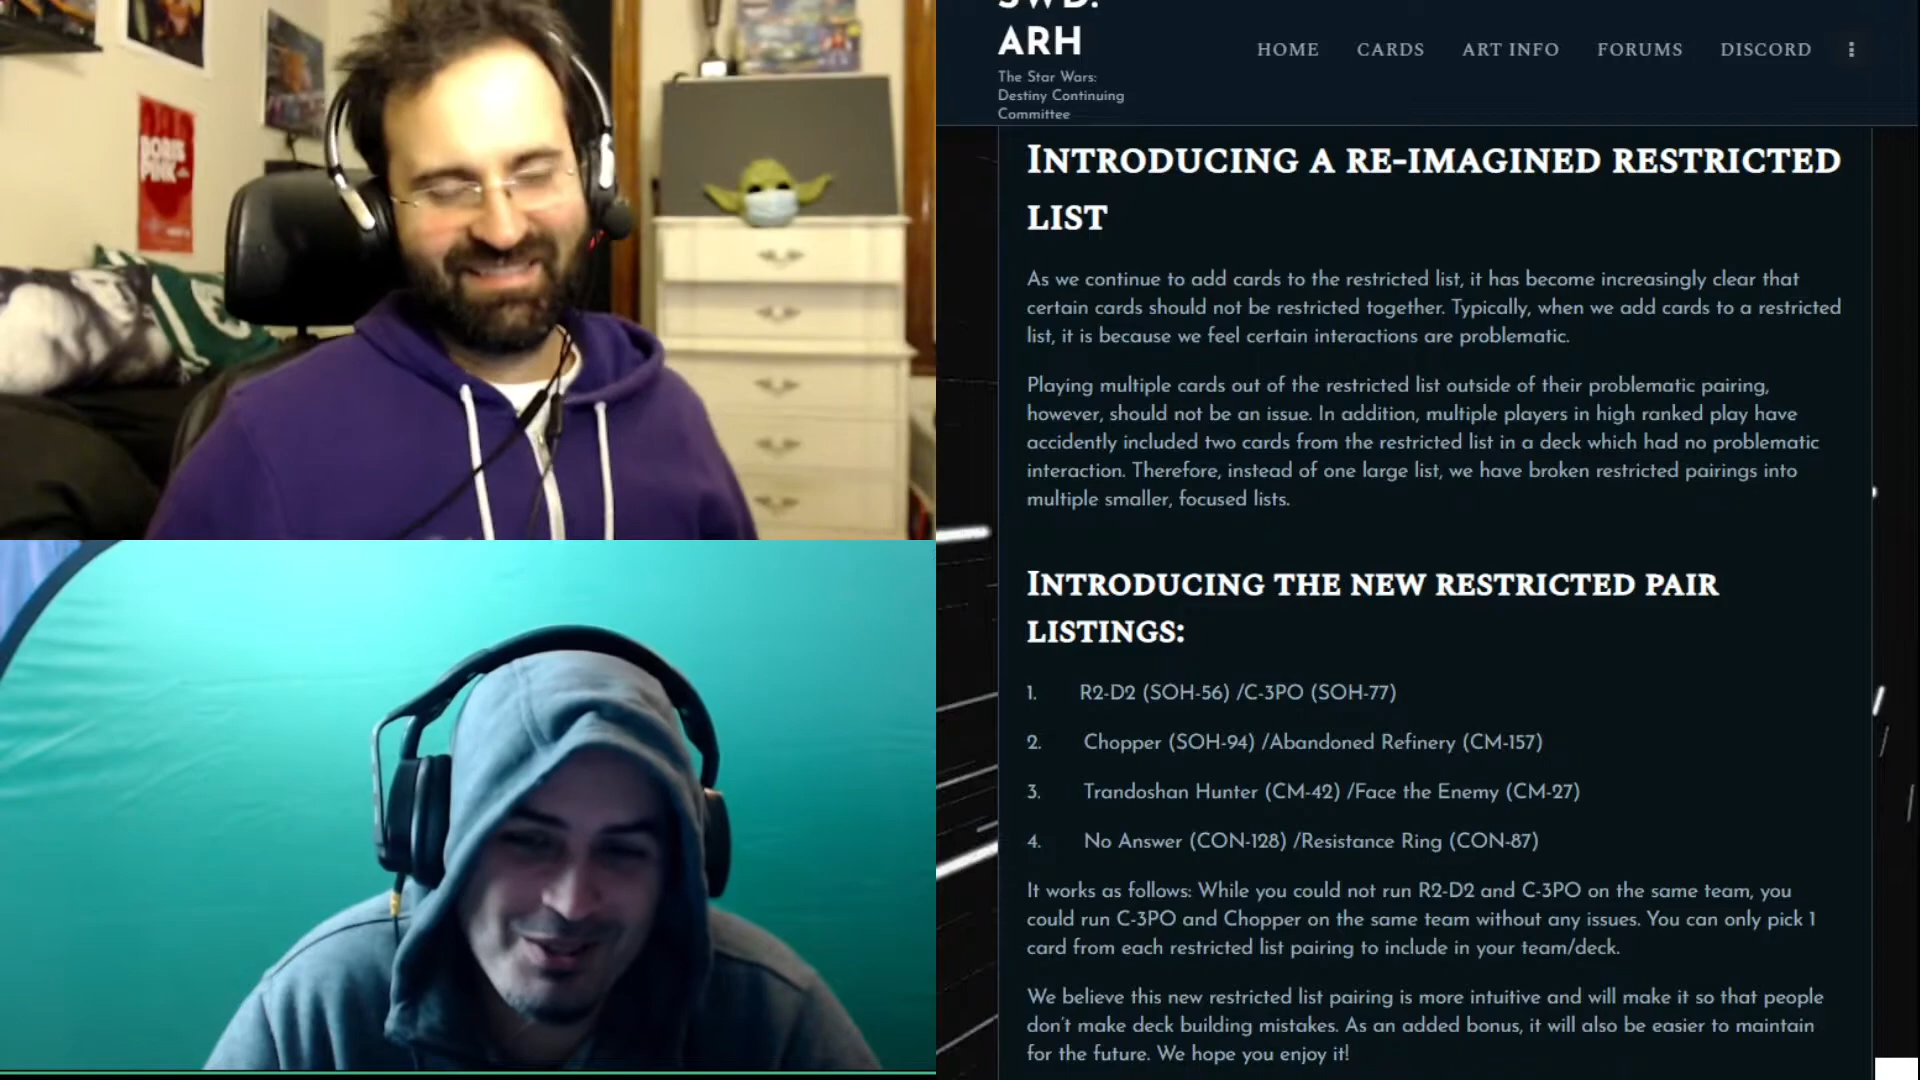 BORIS
PINK
SWD:
ARH
The Star Wars:
Destiny Continuing
Committee
HOME CARDS ART INFO FORUMS DISCORD
INTRODUCING A RE-IMAGINED RESTRICTED
LIST
As we continue to add cards to the restricted list, it has become increasingly clear that
certain cards should not be restricted together. Typically, when we add cards to a restricted
list, it is because we feel certain interactions are problematic.
Playing multiple cards out of the restricted list outside of their problematic pairing,
however, should not be an issue. In addition, multiple players in high ranked play have
accidently included two cards from the restricted list in a deck which had no problematic
interaction. Therefore, instead of one large list, we have broken restricted pairings into
multiple smaller, focused lists.
INTRODUCING THE NEW RESTRICTED PAIR
LISTINGS:
1. R2-D2 (SOH-56) /C-3PO (SOH-77)
2. Chopper (SOH-94) /Abandoned Refinery (CM-157)
3. Trandoshan Hunter (CM-42) /Face the Enemy (CM-27)
4. No Answer (CON-128) /Resistance Ring (CON-87)
It works as follows: While you could not run R2-D2 and C-3PO on the same team, you
could run C-3PO and Chopper on the same team without any issues. You can only pick 1
card from each restricted list pairing to include in your team/deck.
We believe this new restricted list pairing is more intuitive and will make it so that people
don't make deck building mistakes. As an added bonus, it will also be easier to maintain
for the future. We hope you enjoy it!